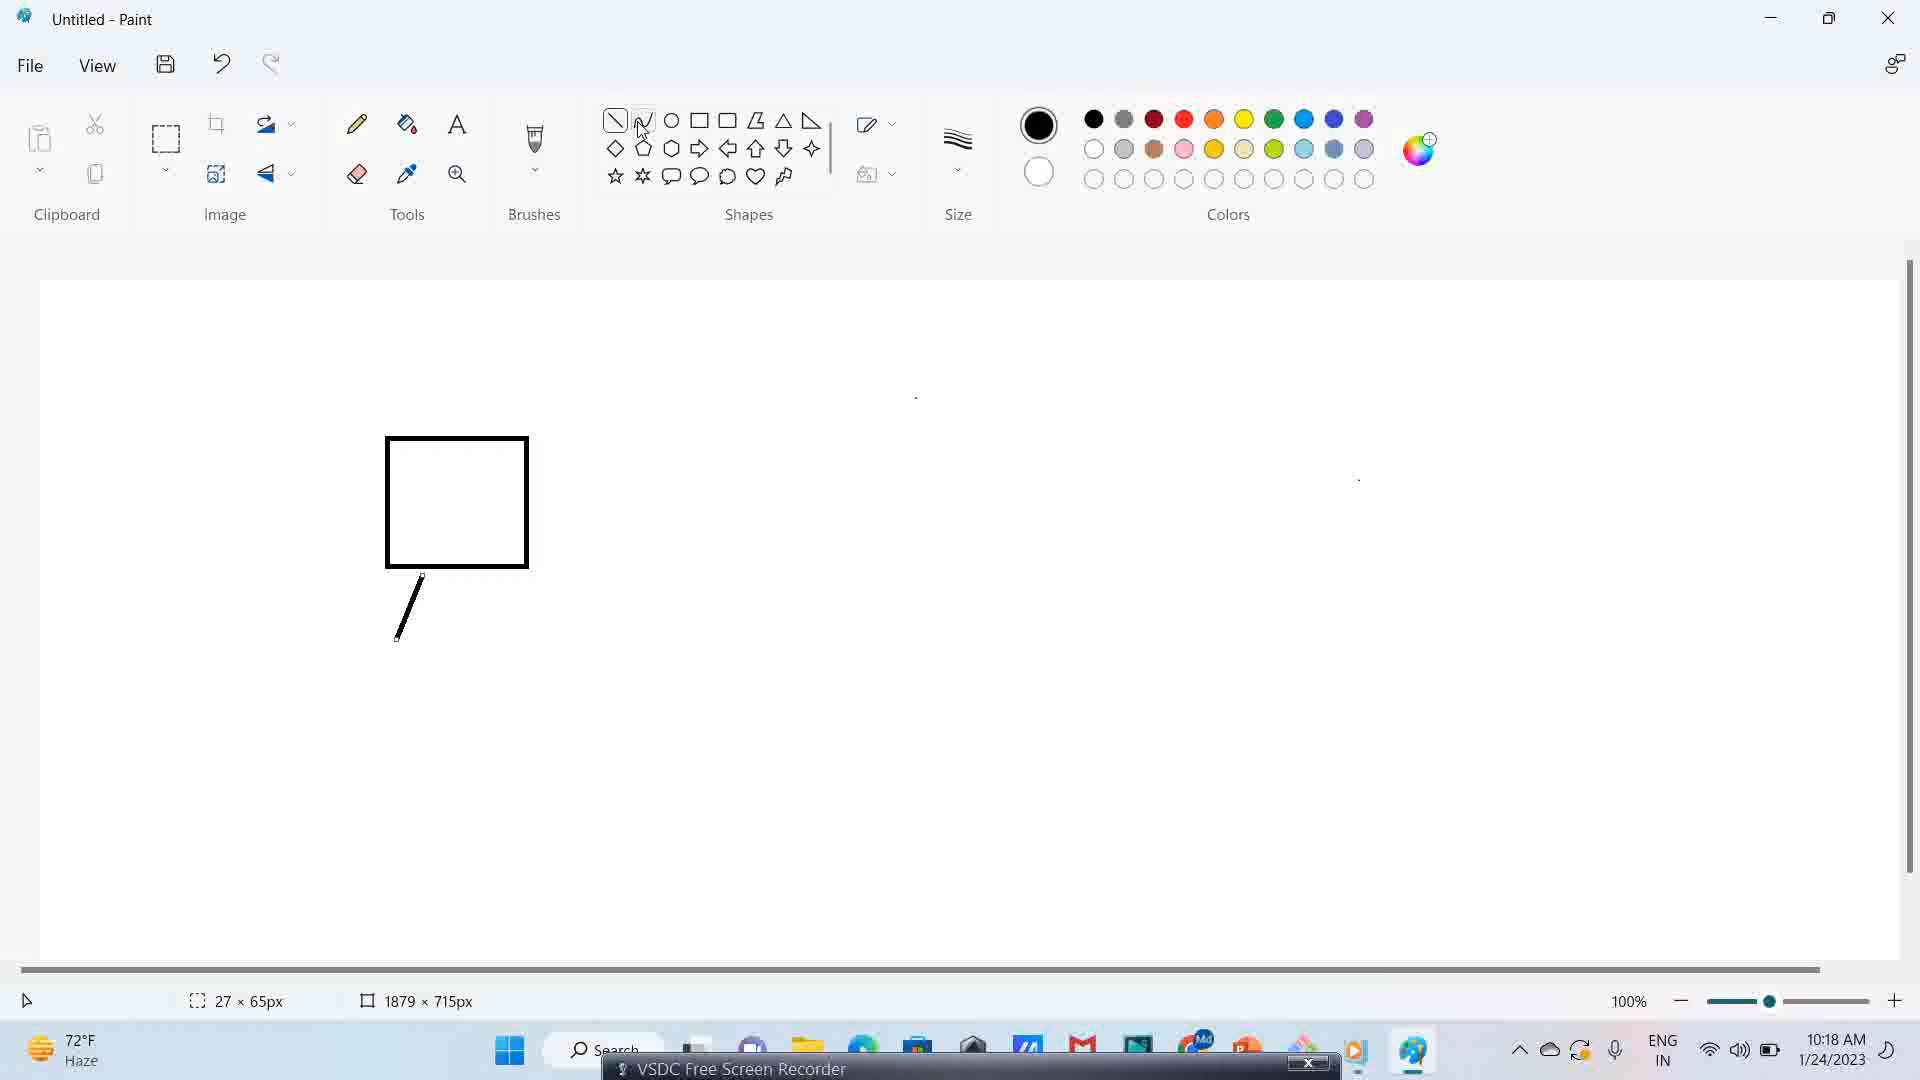 Untitled - Paint
File View
Clipboard Image Tools Brushes Shapes Size Colors
27 × 65px 1879 × 715px 100%
72°F
Haze
Search
Md
ENG
IN
10:18 AM
1/24/2023
VSDC Free Screen Recorder